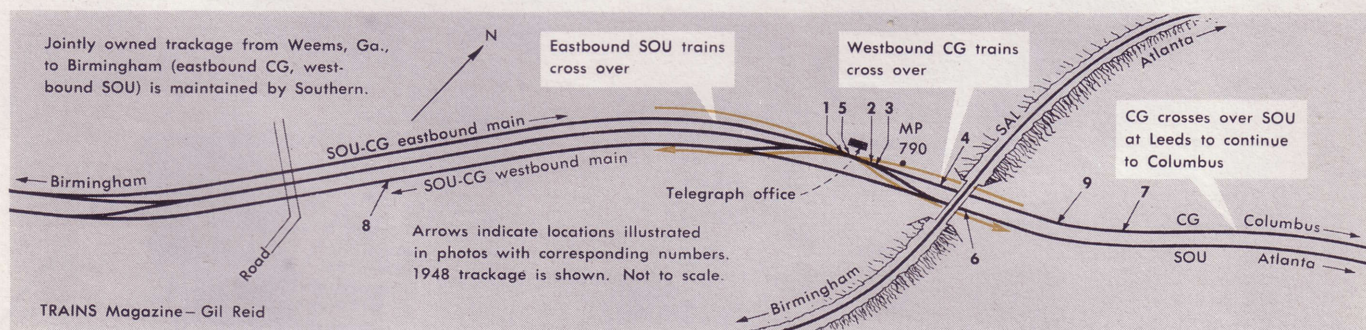 Jointly owned trackage from Weems, Ga.,
to Birmingham (eastbound CG, west-
bound SOU) is maintained by Southern.
N
Eastbound SOU trains
cross over
Westbound CG trains
cross over
Atlanta
CG crosses over SOU
at Leeds to continue
to Columbus
SOU-CG eastbound main
SOU-CG westbound main
Birmingham
1 5 2 3
MP
790
4
SAL
Telegraph office
9
7
8
6
CG Columbus
SOU Atlanta
Road
Arrows indicate locations illustrated
in photos with corresponding numbers.
1948 trackage is shown. Not to scale.
Birmingham
TRAINS Magazine – Gil Reid